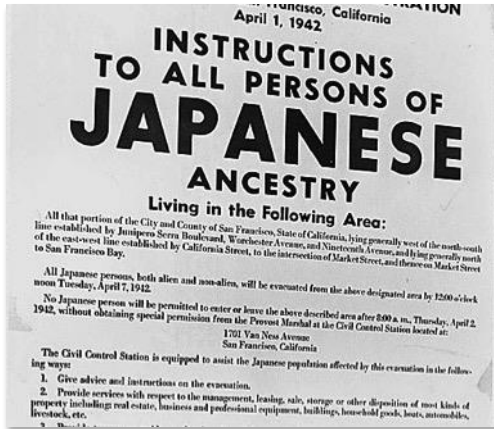 Francisco, California
April 1, 1942
INSTRUCTIONS
TO ALL PERSONS OF
JAPANESE
ANCESTRY
Living in the Following Area:
All that portion of the City and County of San Francisco, State of California, lying generally west of the north-south
line established by Junipero Serra Boulevard, Worchester Avenue, and Nineteenth Avenue, and lying generally north
of the east-west line established by California Street, to the intersection of Market Street, and thence on Market Street
to San Francisco Bay.
All Japanese persons, both alien and non-alien, will be evacuated from the above designated area by 12:00 o'clock
noon Tuesday, April 7, 1942.
No Japanese person will be permitted to enter or leave the above described area after 8:00 a. m., Thursday, April 2,
1942, without obtaining special permission from the Provost Marshal at the Civil Control Station located at:
1701 Van Ness Avenue
San Francisco, California
The Civil Control Station is equipped to assist the Japanese population affected by this evacuation in the follow-
ing ways:
1. Give advice and instructions on the evacuation.
2. Provide services with respect to the management, leasing, sale, storage or other disposition of most kinds of
property including: real estate, business and professional equipment, buildings, household goods, boats, automobiles,
livestock, etc.